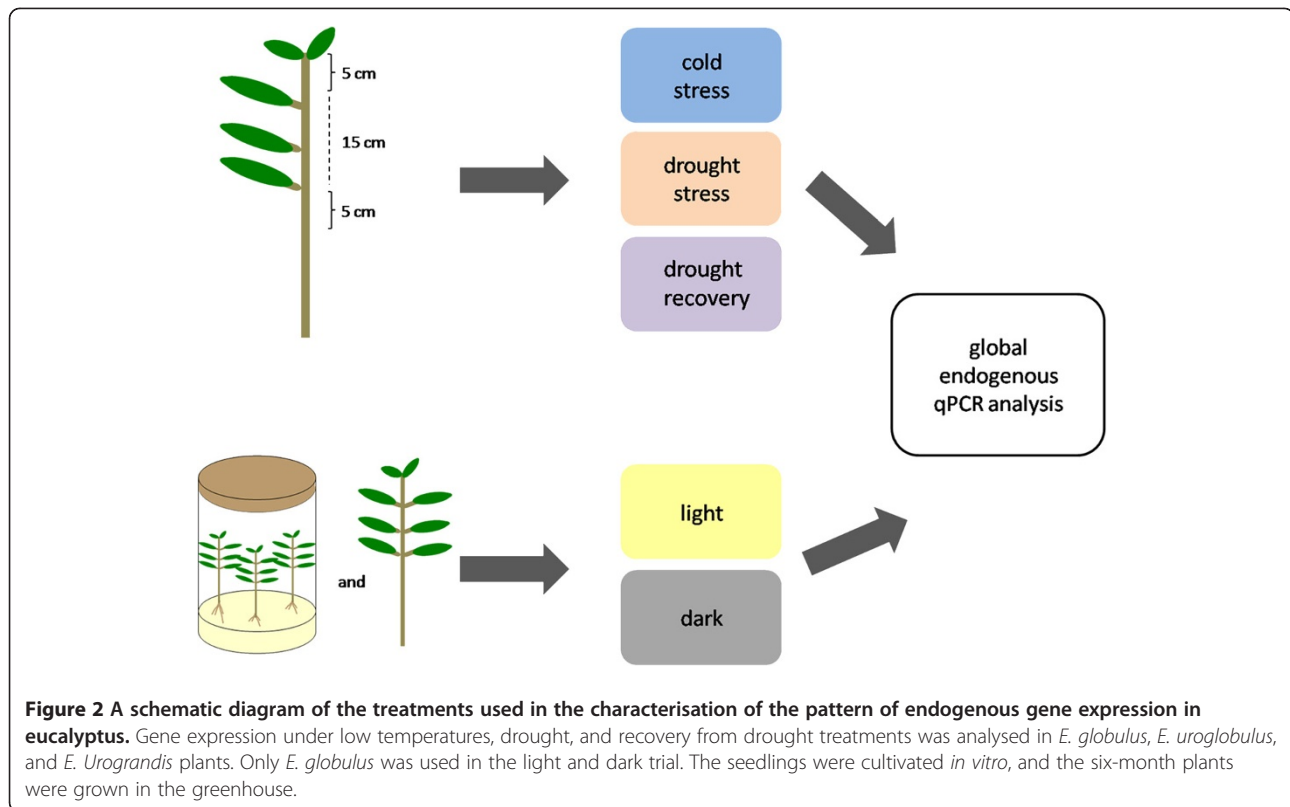 5 cm
15 cm
5 cm
cold
stress
drought
stress
drought
recovery
global
endogenous
qPCR analysis
and
light
dark
Figure 2 A schematic diagram of the treatments used in the characterisation of the pattern of endogenous gene expression in
eucalyptus. Gene expression under low temperatures, drought, and recovery from drought treatments was analysed in E. globulus, E. uroglobulus,
and E. Urograndis plants. Only E. globulus was used in the light and dark trial. The seedlings were cultivated in vitro, and the six-month plants
were grown in the greenhouse.